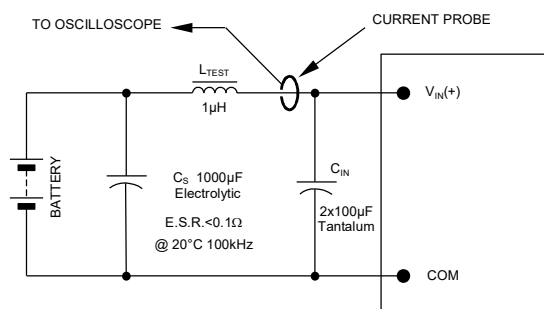 TO OSCILLOSCOPE
CURRENT PROBE
LTEST
1µH
VIN(+)
BATTERY
CS 1000µF
Electrolytic
E.S.R.<0.1Ω
@ 20°C 100kHz
CIN
2x100µF
Tantalum
COM